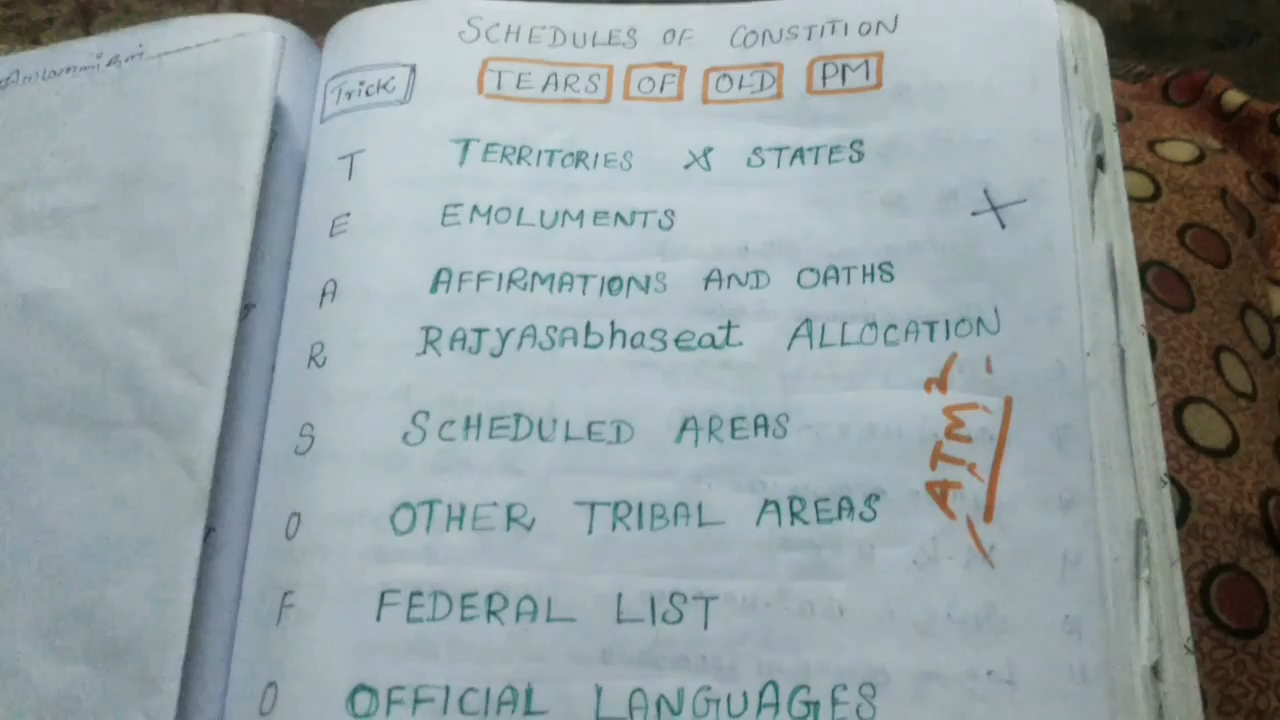 SCHEDULES OF CONSTITION
Trick TEARS OF OLD PM
T TERRITORIES & STATES
E EMOLUMENTS
A AFFIRMATIONS AND OATHS
R RAJYASAbhaseat ALLOCATION
S SCHEDULED AREAS
ATM²
O OTHER TRIBAL AREAS
F FEDERAL LIST
O OFFICIAL LANGUAGES